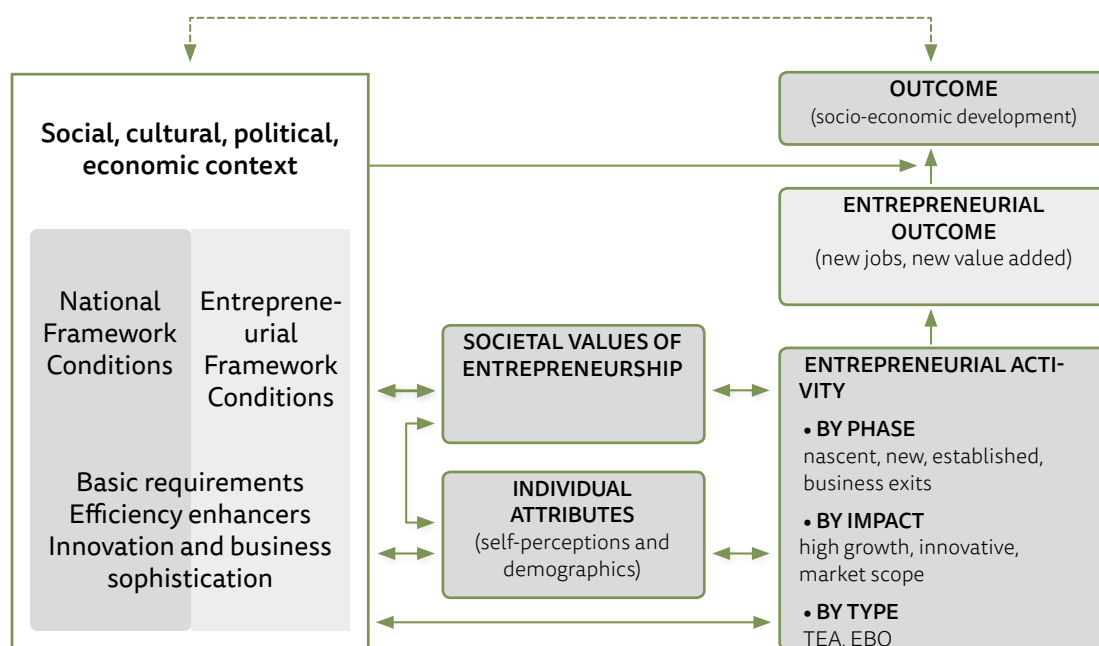 Social, cultural, political,
economic context
National
Framework
Conditions
Entreprene-
urial
Framework
Conditions
Basic requirements
Efficiency enhancers
Innovation and business
sophistication
SOCIETAL VALUES OF
ENTREPRENEURSHIP
INDIVIDUAL
ATTRIBUTES
(self-perceptions and
demographics)
OUTCOME
(socio-economic development)
ENTREPRENEURIAL
OUTCOME
(new jobs, new value added)
ENTREPRENEURIAL ACTI-
VITY
• BY PHASE
nascent, new, established,
business exits
• BY IMPACT
high growth, innovative,
market scope
• BY TYPE
TEA, EBO